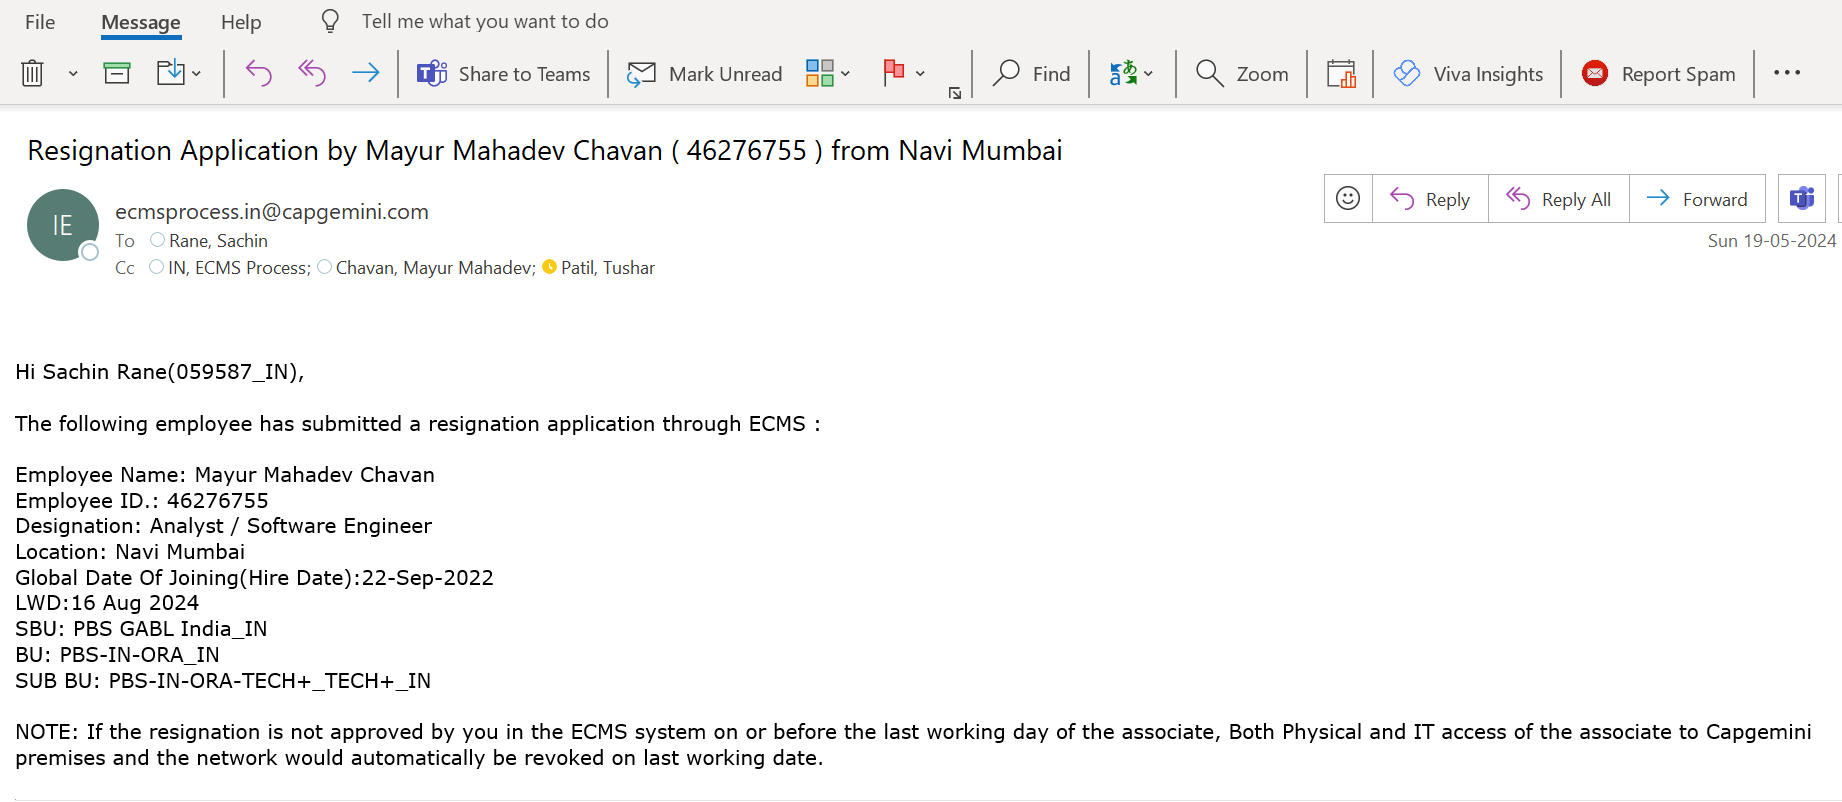 File Message Help Tell me what you want to do
Share to Teams Mark Unread Find Zoom Viva Insights Report Spam
Resignation Application by Mayur Mahadev Chavan ( 46276755 ) from Navi Mumbai
IE
ecmsprocess.in@capgemini.com
To Rane, Sachin
Cc IN, ECMS Process; Chavan, Mayur Mahadev; Patil, Tushar
Reply Reply All Forward
Sun 19-05-2024
Hi Sachin Rane(059587_IN),
The following employee has submitted a resignation application through ECMS :
Employee Name: Mayur Mahadev Chavan
Employee ID.: 46276755
Designation: Analyst / Software Engineer
Location: Navi Mumbai
Global Date Of Joining(Hire Date):22-Sep-2022
LWD:16 Aug 2024
SBU: PBS GABL India_IN
BU: PBS-IN-ORA_IN
SUB BU: PBS-IN-ORA-TECH+_TECH+_IN
NOTE: If the resignation is not approved by you in the ECMS system on or before the last working day of the associate, Both Physical and IT access of the associate to Capgemini
premises and the network would automatically be revoked on last working date.